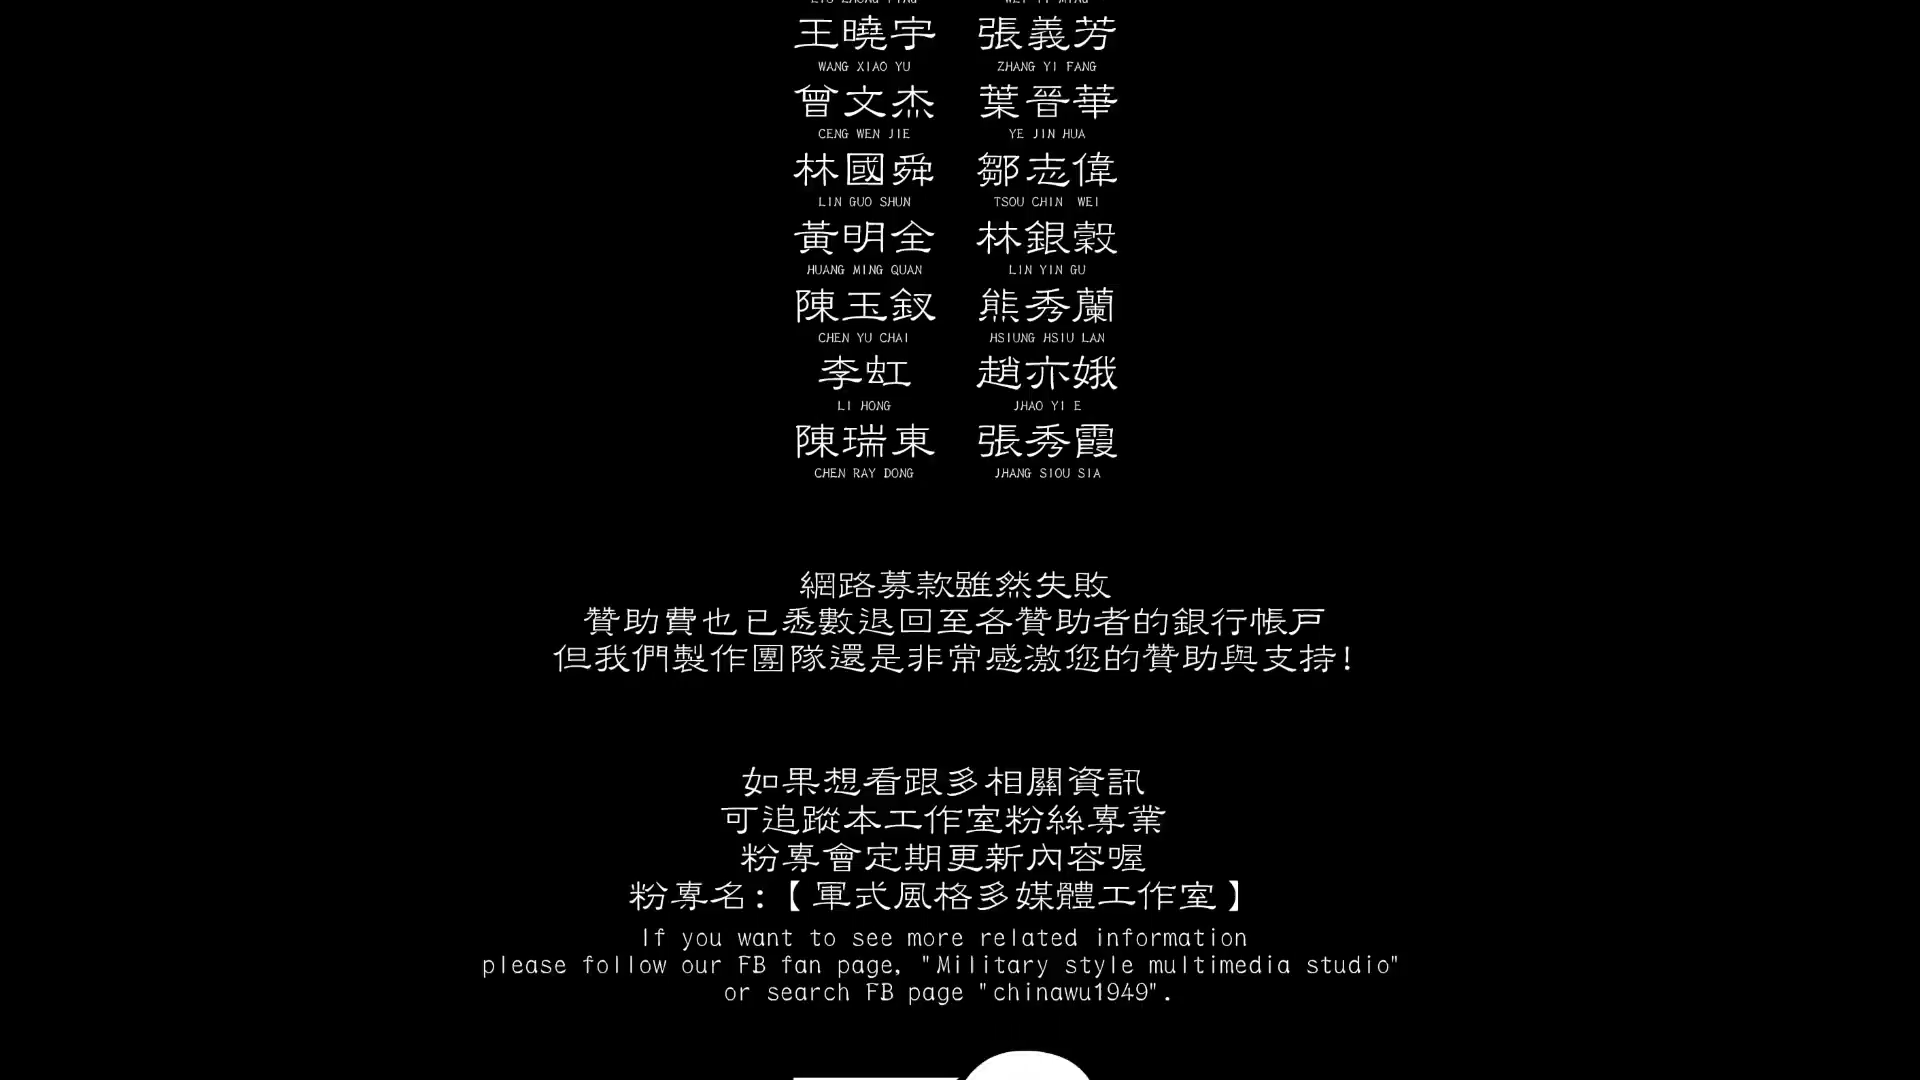 王曉宇 張義芳
WANG XIAO YU ZHANG YI FANG
曾文杰 葉晉華
CENG WEN JIE YE JIN HUA
林國舜 鄒志偉
LIN GUO SHUN TSOU CHIN WEI
黃明全 林銀穀
HUANG MING QUAN LIN YIN GU
陳玉釵 熊秀蘭
CHEN YU CHAI HSIUNG HSIU LAN
李虹 趙亦娥
LI HONG JHAO YI E
陳瑞東 張秀霞
CHEN RAY DONG JHANG SIOU SIA
網路募款雖然失敗
贊助費也已悉數退回至各贊助者的銀行帳戶
但我們製作團隊還是非常感激您的贊助與支持!
如果想看跟多相關資訊
可追蹤本工作室粉絲專業
粉專會定期更新內容喔
粉專名:【軍式風格多媒體工作室】
If you want to see more related information
please follow our FB fan page, "Military style multimedia studio"
or search FB page "chinawu1949".